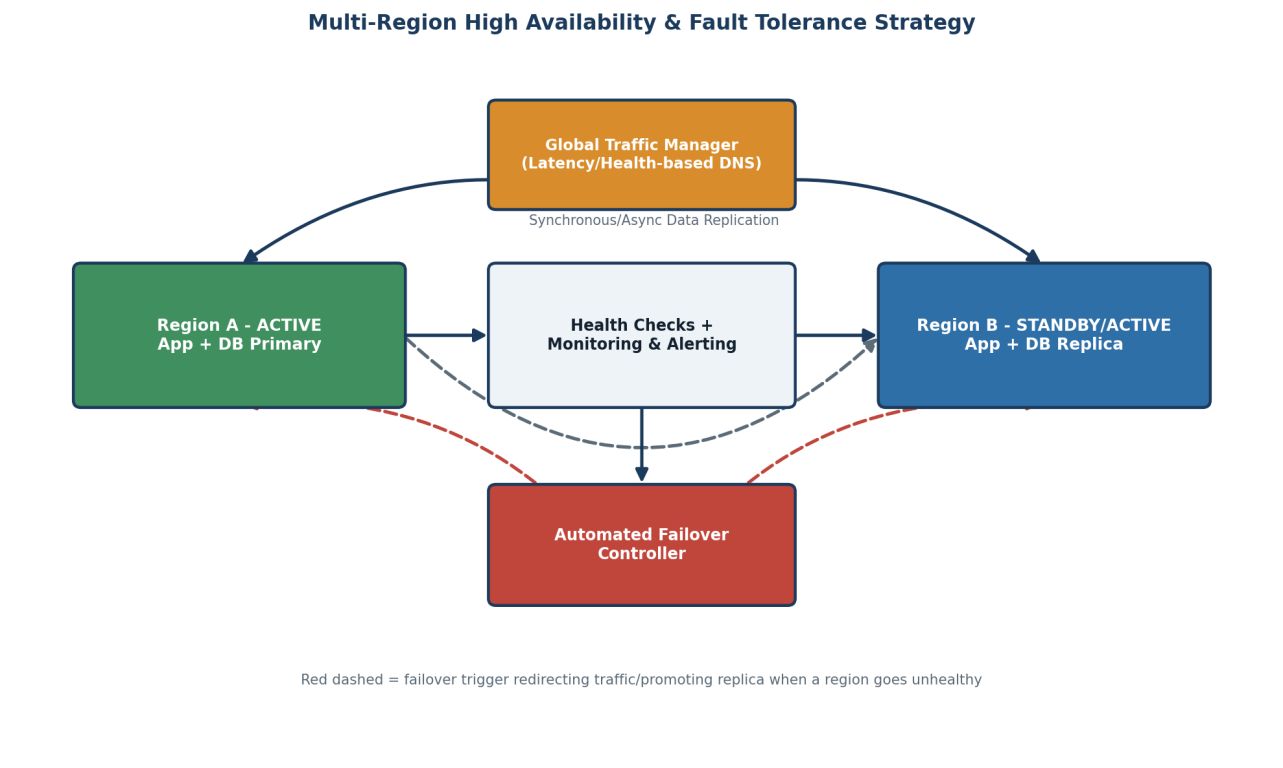 Multi-Region High Availability & Fault Tolerance Strategy
Global Traffic Manager
(Latency/Health-based DNS)
Synchronous/Async Data Replication
Region A - ACTIVE
App + DB Primary
Health Checks +
Monitoring & Alerting
Region B - STANDBY/ACTIVE
App + DB Replica
Automated Failover
Controller
Red dashed = failover trigger redirecting traffic/promoting replica when a region goes unhealthy